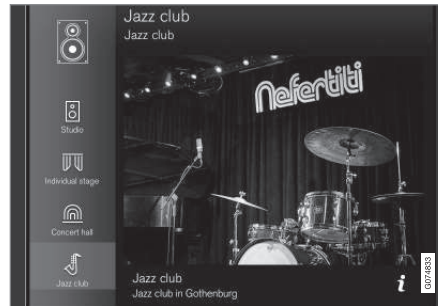 Jazz club
Jazz club
Nefertiti
Studio
Individual stage
Concert hall
Jazz club
Jazz club
Jazz club in Gothenburg
i
G074833